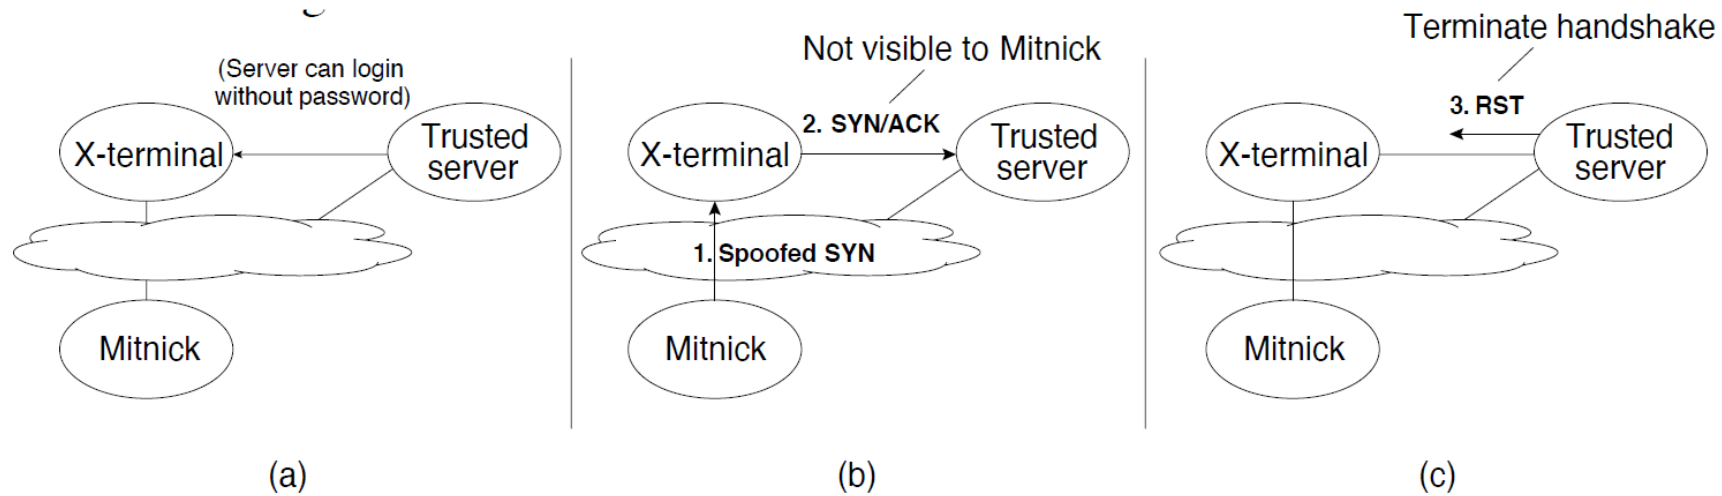 (Server can login
without password)
X-terminal
Trusted
server
Mitnick
(a)
Not visible to Mitnick
2. SYN/ACK
X-terminal
Trusted
server
1. Spoofed SYN
Mitnick
(b)
Terminate handshake
3. RST
X-terminal
Trusted
server
Mitnick
(c)